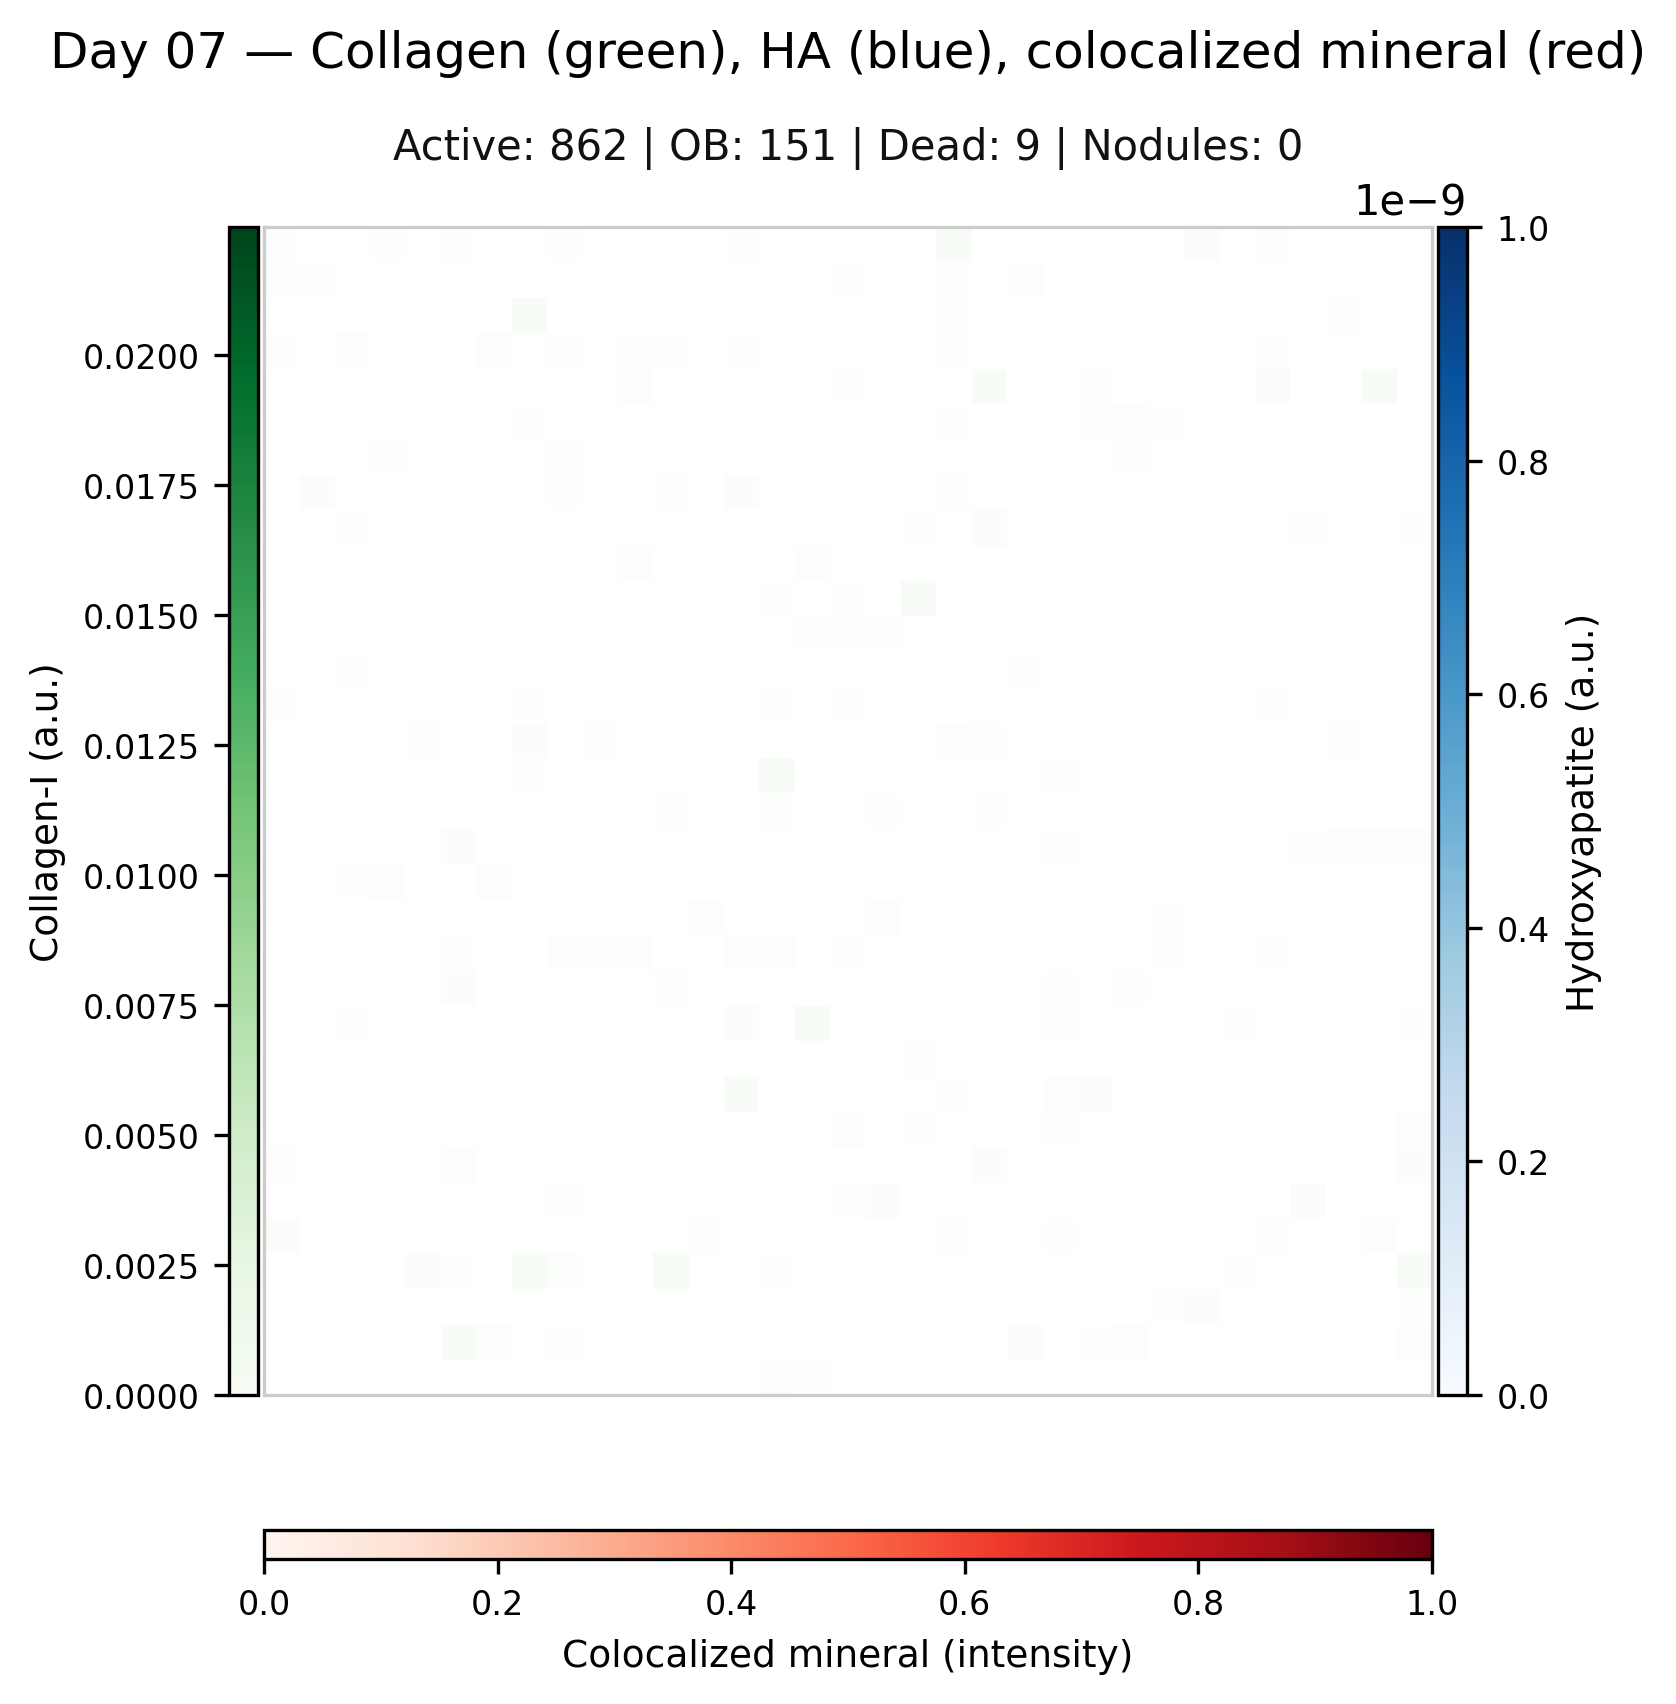 Day 07 — Collagen (green), HA (blue), colocalized mineral (red)
Active: 862 | OB: 151 | Dead: 9 | Nodules: 0
1e−9
Collagen-I (a.u.)
0.0200
0.0175
0.0150
0.0125
0.0100
0.0075
0.0050
0.0025
0.0000
1.0
0.8
0.6
0.4
0.2
0.0
Hydroxyapatite (a.u.)
0.0 0.2 0.4 0.6 0.8 1.0
Colocalized mineral (intensity)